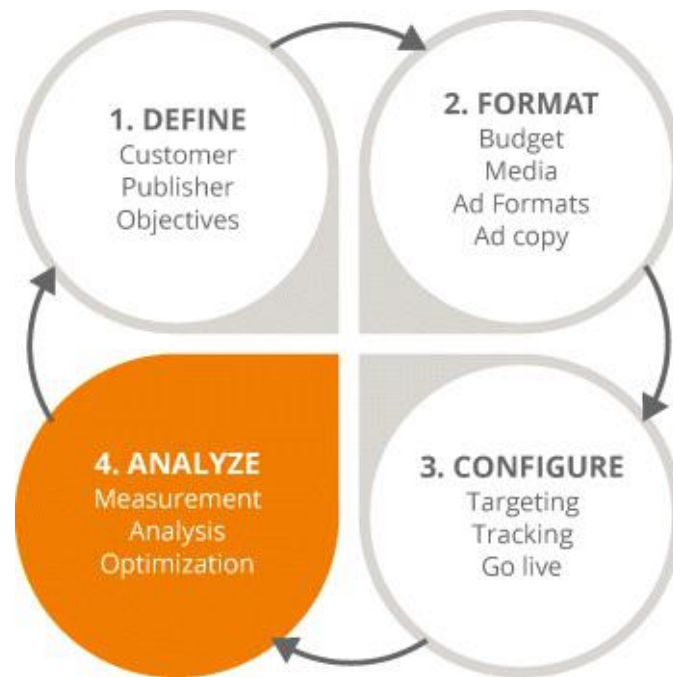 1. DEFINE
Customer
Publisher
Objectives
2. FORMAT
Budget
Media
Ad Formats
Ad copy
3. CONFIGURE
Targeting
Tracking
Go live
4. ANALYZE
Measurement
Analysis
Optimization